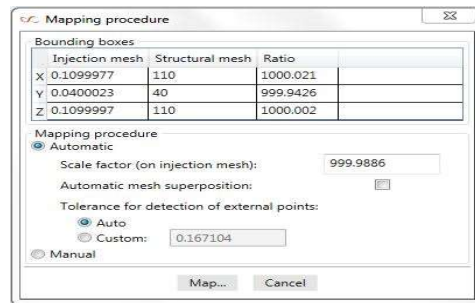 Mapping procedure
Bounding boxes
Injection mesh Structural mesh Ratio
X 0.1099977 110 1000.021
Y 0.0400023 40 999.9426
Z 0.1099997 110 1000.002
Mapping procedure
Automatic
Scale factor (on injection mesh): 999.9886
Automatic mesh superposition:
Tolerance for detection of external points:
Auto
Custom: 0.167104
Manual
Map... Cancel